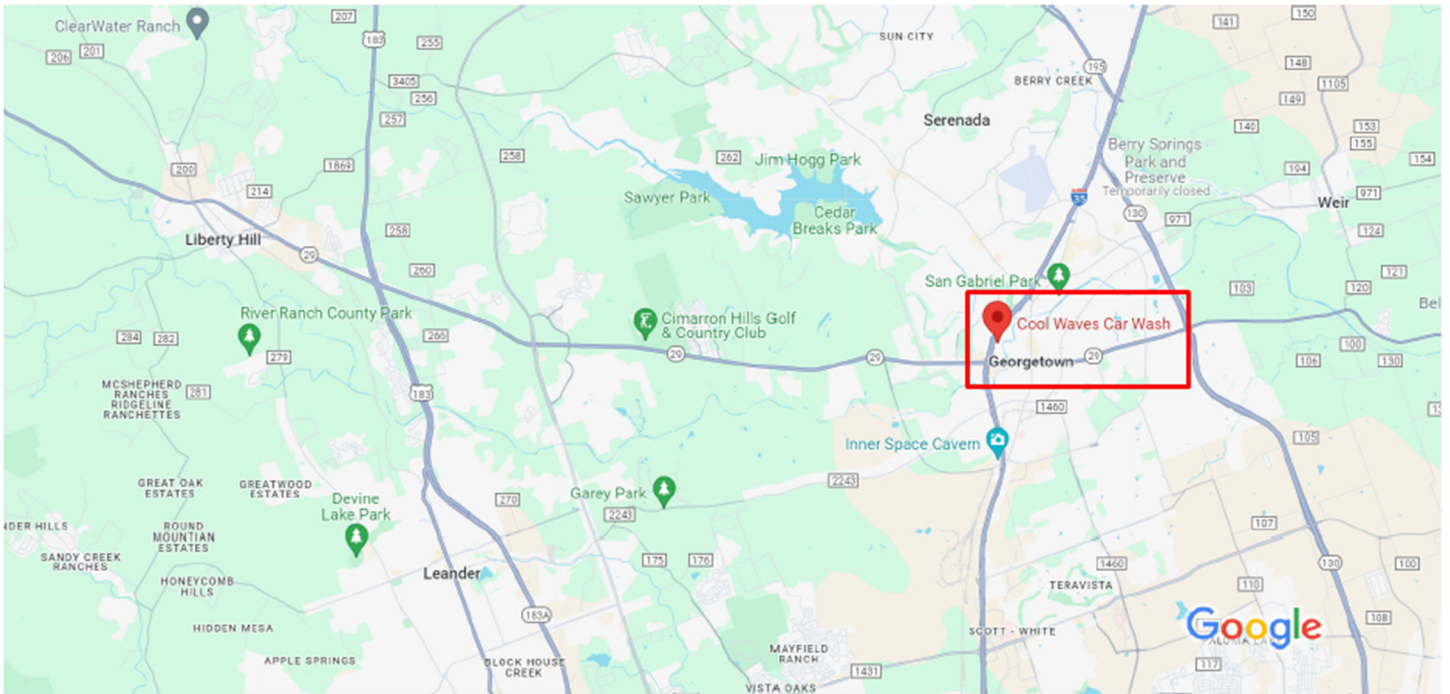 ClearWater Ranch
207
183
150
141
206
201
255
SUN CITY
148
195
3405
BERRY CREEK
1105
256
149
257
Serenada
140
153
Berry Springs
Park and
Preserve
Temporarily closed
155
258
262
Jim Hogg Park
154
1869
200
194
214
Sawyer Park
971
35
Weir
Cedar
Breaks Park
130
971
258
124
Liberty Hill
29
260
121
San Gabriel Park
103
120
Bel
River Ranch County Park
Cimarron Hills Golf
& Country Club
Cool Waves Car Wash
284
282
266
100
279
29
29
Georgetown
29
106
130
MCSHEPHERD
RANCHES
RIDGELINE
RANCHETTES
281
183
1460
105
Inner Space Cavern
GREAT OAK
ESTATES
GREATWOOD
ESTATES
2243
Devine
Lake Park
270
Garey Park
2243
NDER HILLS
ROUND
MOUNTIAN
ESTATES
107
SANDY CREEK
RANCHES
175
176
1460
130
100
Leander
HONEYCOMB
HILLS
TERAVISTA
110
183A
108
HIDDEN MESA
SCOTT - WHITE
Google
MAYFIELD
RANCH
APPLE SPRINGS
BLOCK HOUSE
CREEK
1431
117
VISTA OAKS